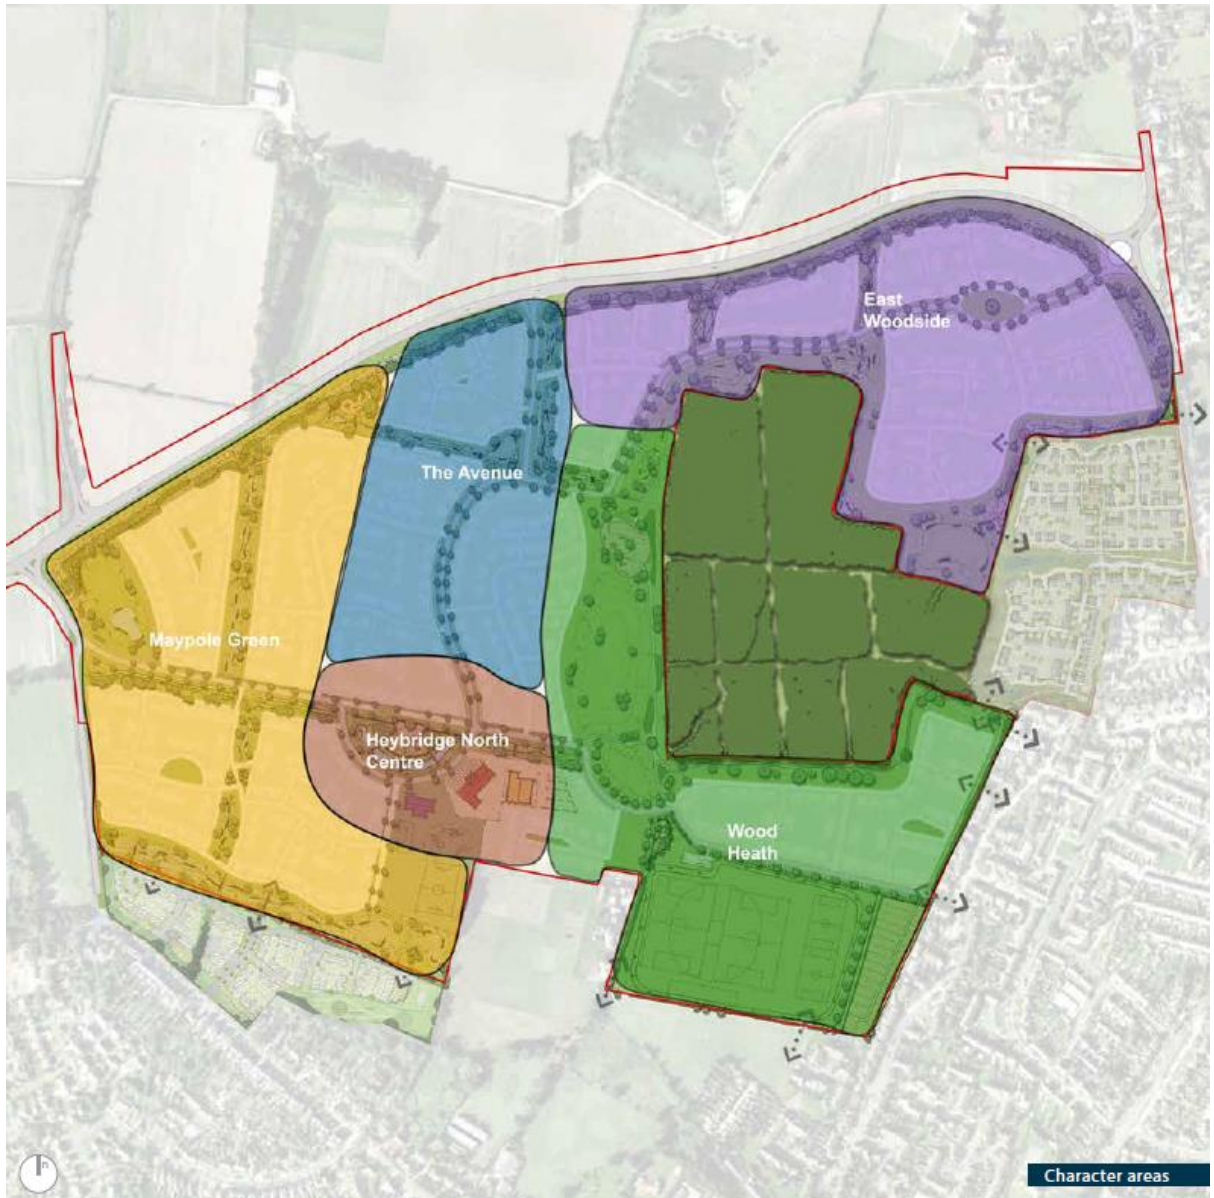 East
Woodside
The Avenue
Maypole Green
Heybridge North
Centre
Wood
Heath
n
Character areas